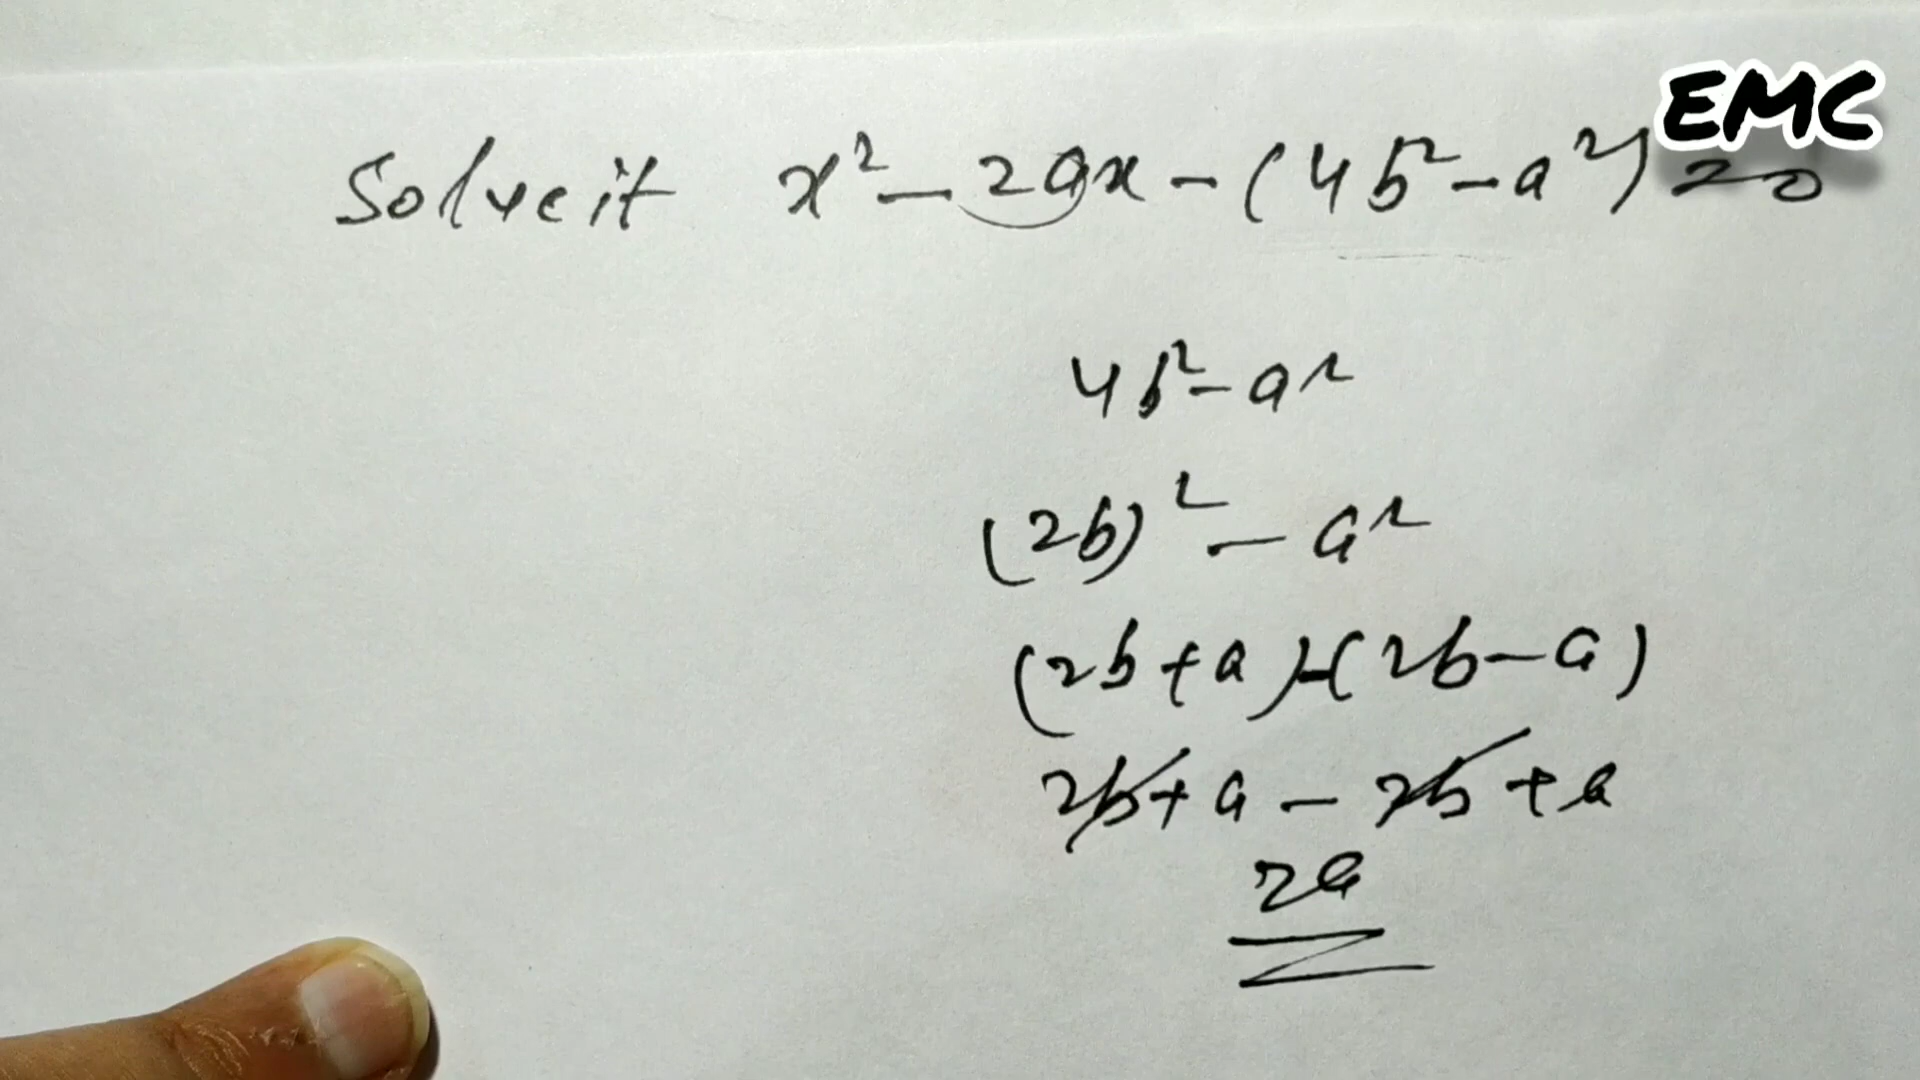 EMC
Solve it x² - 2ax - (4b² - a²) = 0
4b² - a²
(2b)² - a²
(2b + a) - (2b - a)
2b + a - 2b + a
2a